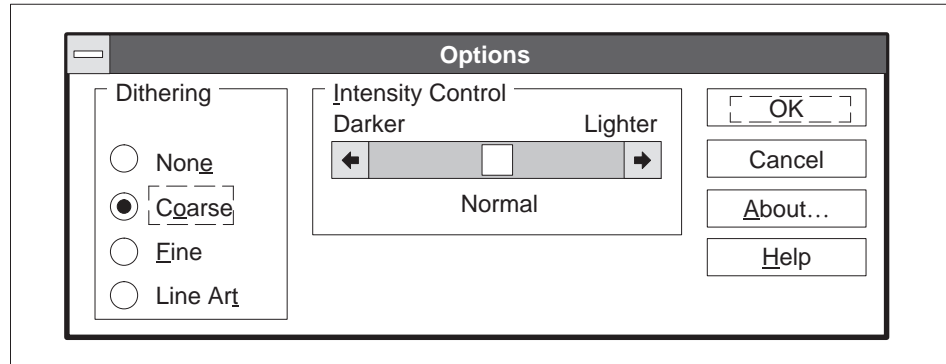 Options
Dithering
None
Coarse
Fine
Line Art
Intensity Control
Darker Lighter
Normal
OK
Cancel
About…
Help